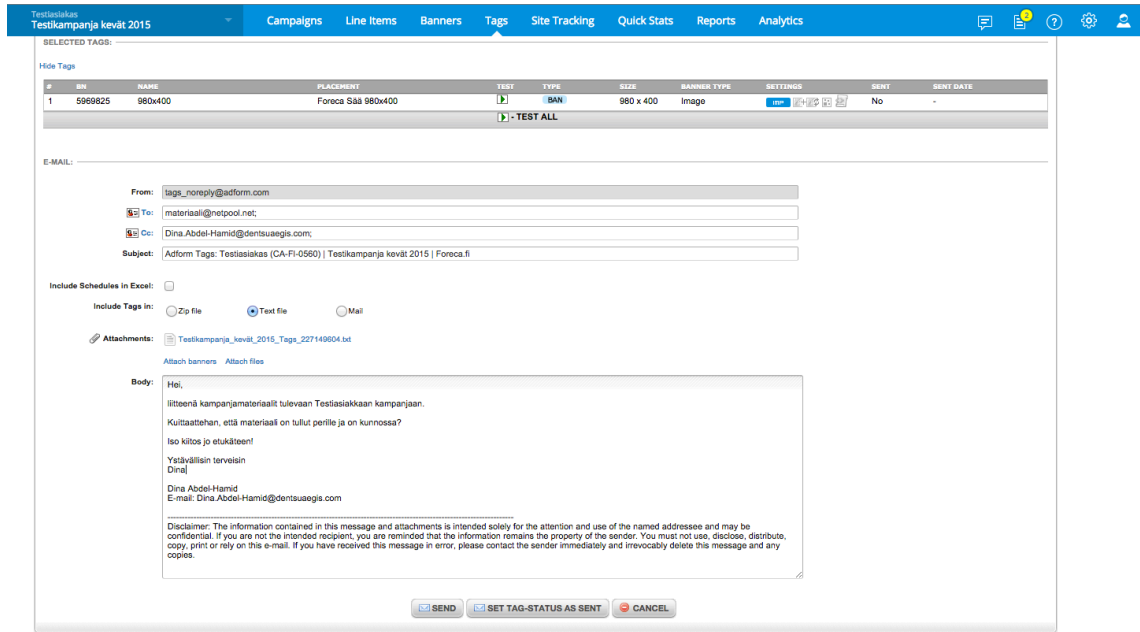 Testiasiakas
Testikampanja kevät 2015
Campaigns Line Items Banners Tags Site Tracking Quick Stats Reports Analytics
2
SELECTED TAGS:
Hide Tags
# BN NAME PLACEMENT TEST TYPE SIZE BANNER TYPE SETTINGS SENT SENT DATE
1 5969825 980x400 Foreca Sää 980x400 BAN 980 x 400 Image IMP No -
- TEST ALL
E-MAIL:
From: tags_noreply@adform.com
To: materiaali@netpool.net;
Cc: Dina.Abdel-Hamid@dentsuaegis.com;
Subject: Adform Tags: Testiasiakas (CA-FI-0560) | Testikampanja kevät 2015 | Foreca.fi
Include Schedules in Excel:
Include Tags in: Zip file Text file Mail
Attachments: Testikampanja_kevät_2015_Tags_227149604.txt
Attach banners Attach files
Body: Hei,
liitteenä kampanjamateriaalit tulevaan Testiasiakkaan kampanjaan.
Kuittaattehan, että materiaali on tullut perille ja on kunnossa?
Iso kiitos jo etukäteen!
Ystävällisin terveisin
Dina
Dina Abdel-Hamid
E-mail: Dina.Abdel-Hamid@dentsuaegis.com
Disclaimer: The information contained in this message and attachments is intended solely for the attention and use of the named addressee and may be
confidential. If you are not the intended recipient, you are reminded that the information remains the property of the sender. You must not use, disclose, distribute,
copy, print or rely on this e-mail. If you have received this message in error, please contact the sender immediately and irrevocably delete this message and any
copies.
SEND SET TAG-STATUS AS SENT CANCEL